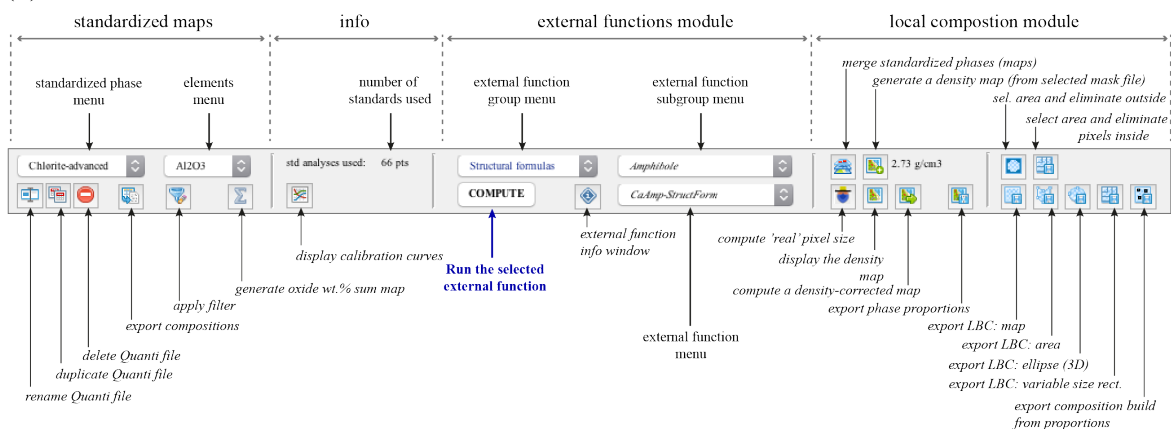 standardized maps
info
external functions module
local compostion module
standardized phase
menu
elements
menu
number of
standards used
external function
group menu
external function
subgroup menu
merge standardized phases (maps)
generate a density map (from selected mask file)
sel. area and eliminate outside
select area and eliminate
pixels inside
Chlorite-advanced
Al2O3
std analyses used: 66 pts
Structural formulas
Amphibole
2.73 g/cm3
COMPUTE
CaAmp-StructForm
display calibration curves
generate oxide wt.% sum map
apply filter
export compositions
delete Quanti file
duplicate Quanti file
rename Quanti file
Run the selected
external function
external function
info window
external function
menu
compute 'real' pixel size
display the density
map
compute a density-corrected map
export phase proportions
export LBC: map
export LBC: area
export LBC: ellipse (3D)
export LBC: variable size rect.
export composition build
from proportions